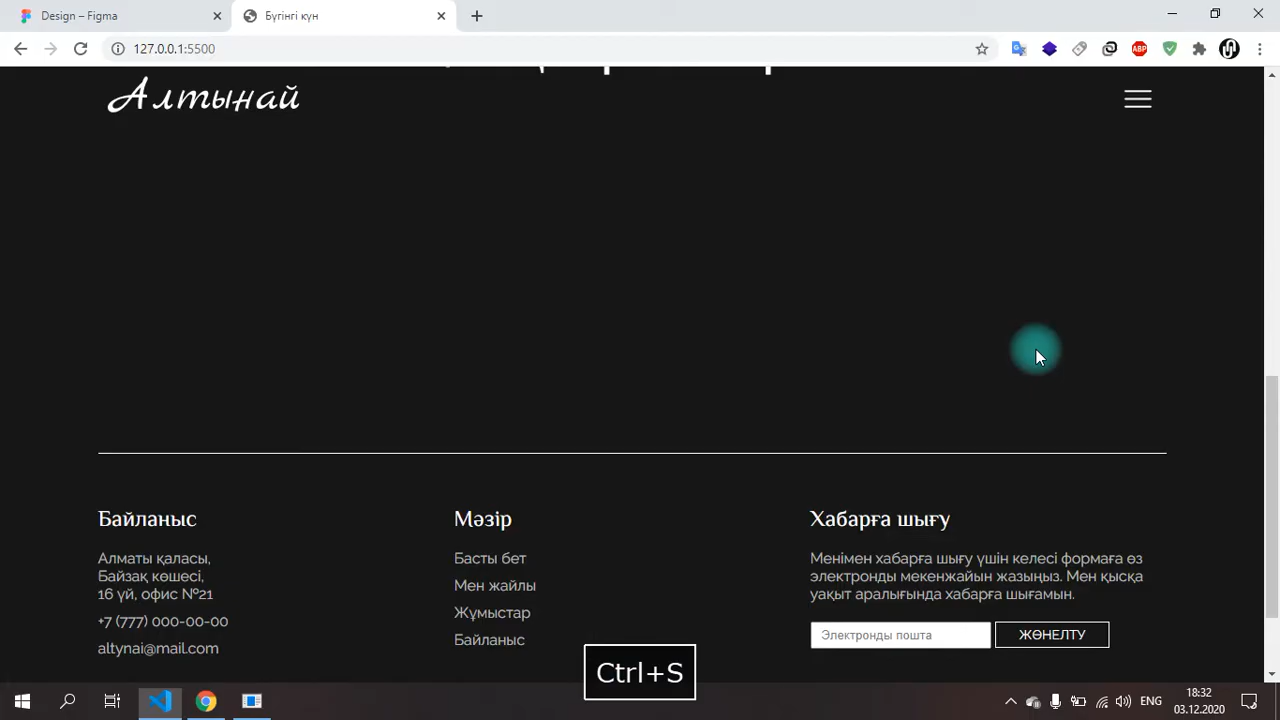 Design – Figma
Бүгінгі күн
127.0.0.1:5500
ABP
Алтынай
Байланыс
Алматы қаласы,
Байзақ көшесі,
16 үй, офис №21
+7 (777) 000-00-00
altynai@mail.com
Мәзір
Басты бет
Мен жайлы
Жұмыстар
Байланыс
Хабарға шығу
Менімен хабарға шығу үшін келесі формаға өз
электронды мекенжайын жазыңыз. Мен қысқа
уақыт аралығында хабарға шығамын.
Электронды пошта
ЖӨНЕЛТУ
Ctrl+S
ENG
18:32
03.12.2020